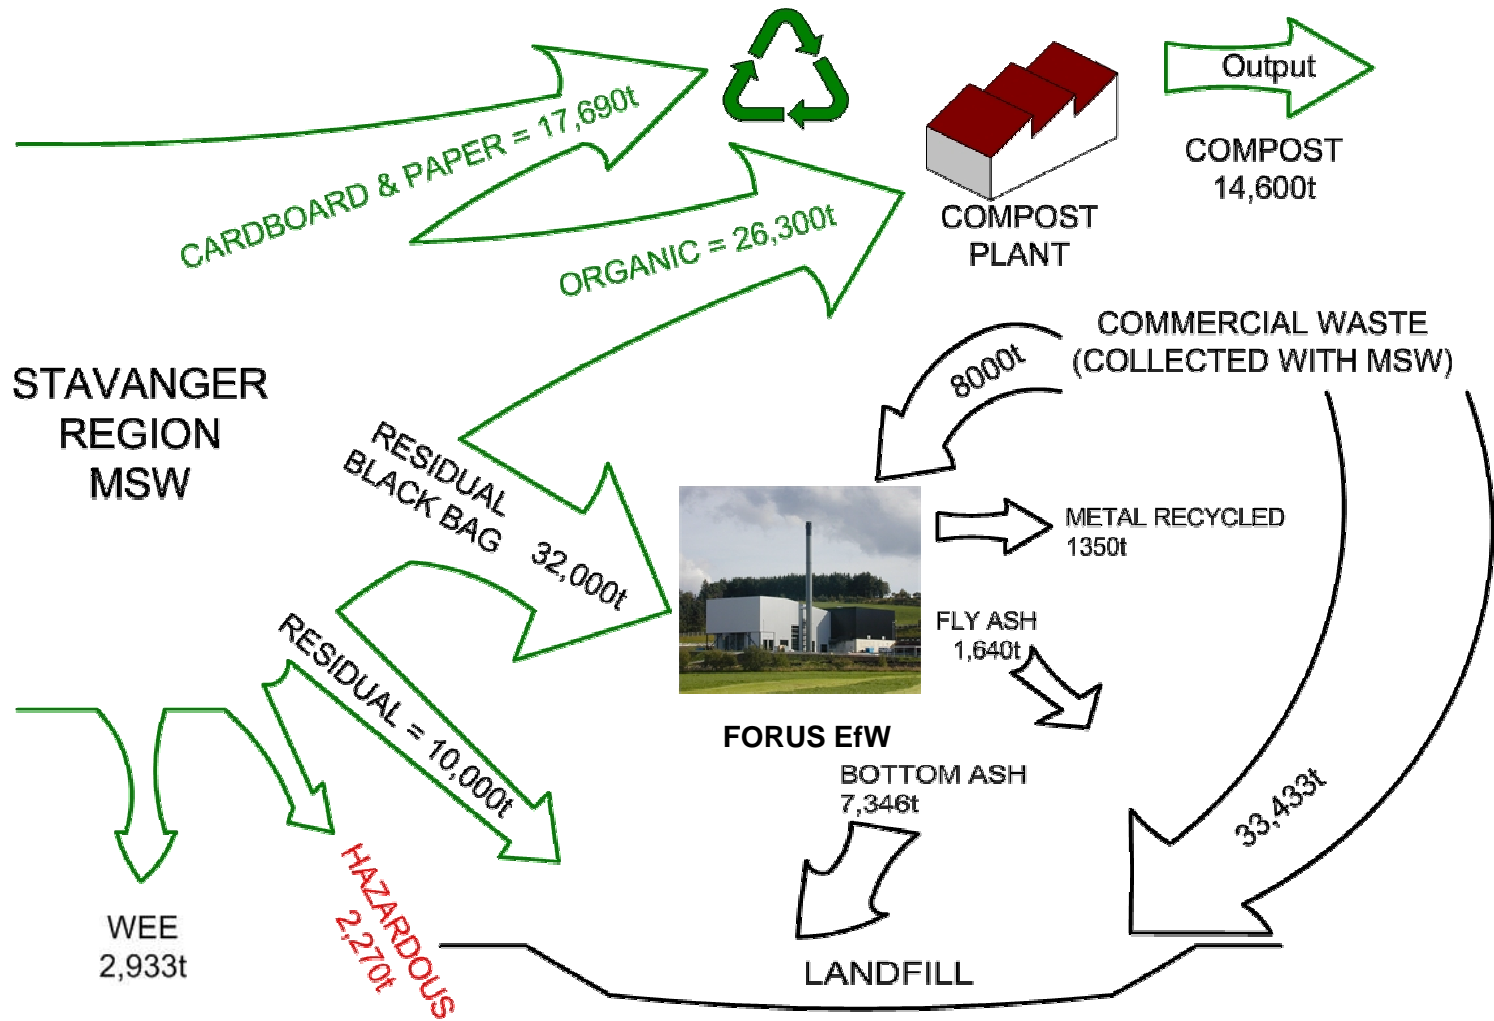 CARDBOARD & PAPER = 17,690t
Output
COMPOST
14,600t
COMPOST
PLANT
ORGANIC = 26,300t
COMMERCIAL WASTE
(COLLECTED WITH MSW)
8000t
STAVANGER
REGION
MSW
RESIDUAL
BLACK BAG 32,000t
METAL RECYCLED
1350t
FLY ASH
1,640t
RESIDUAL = 10,000t
FORUS EfW
BOTTOM ASH
7,346t
33,433t
HAZARDOUS
2,270t
WEE
2,933t
LANDFILL